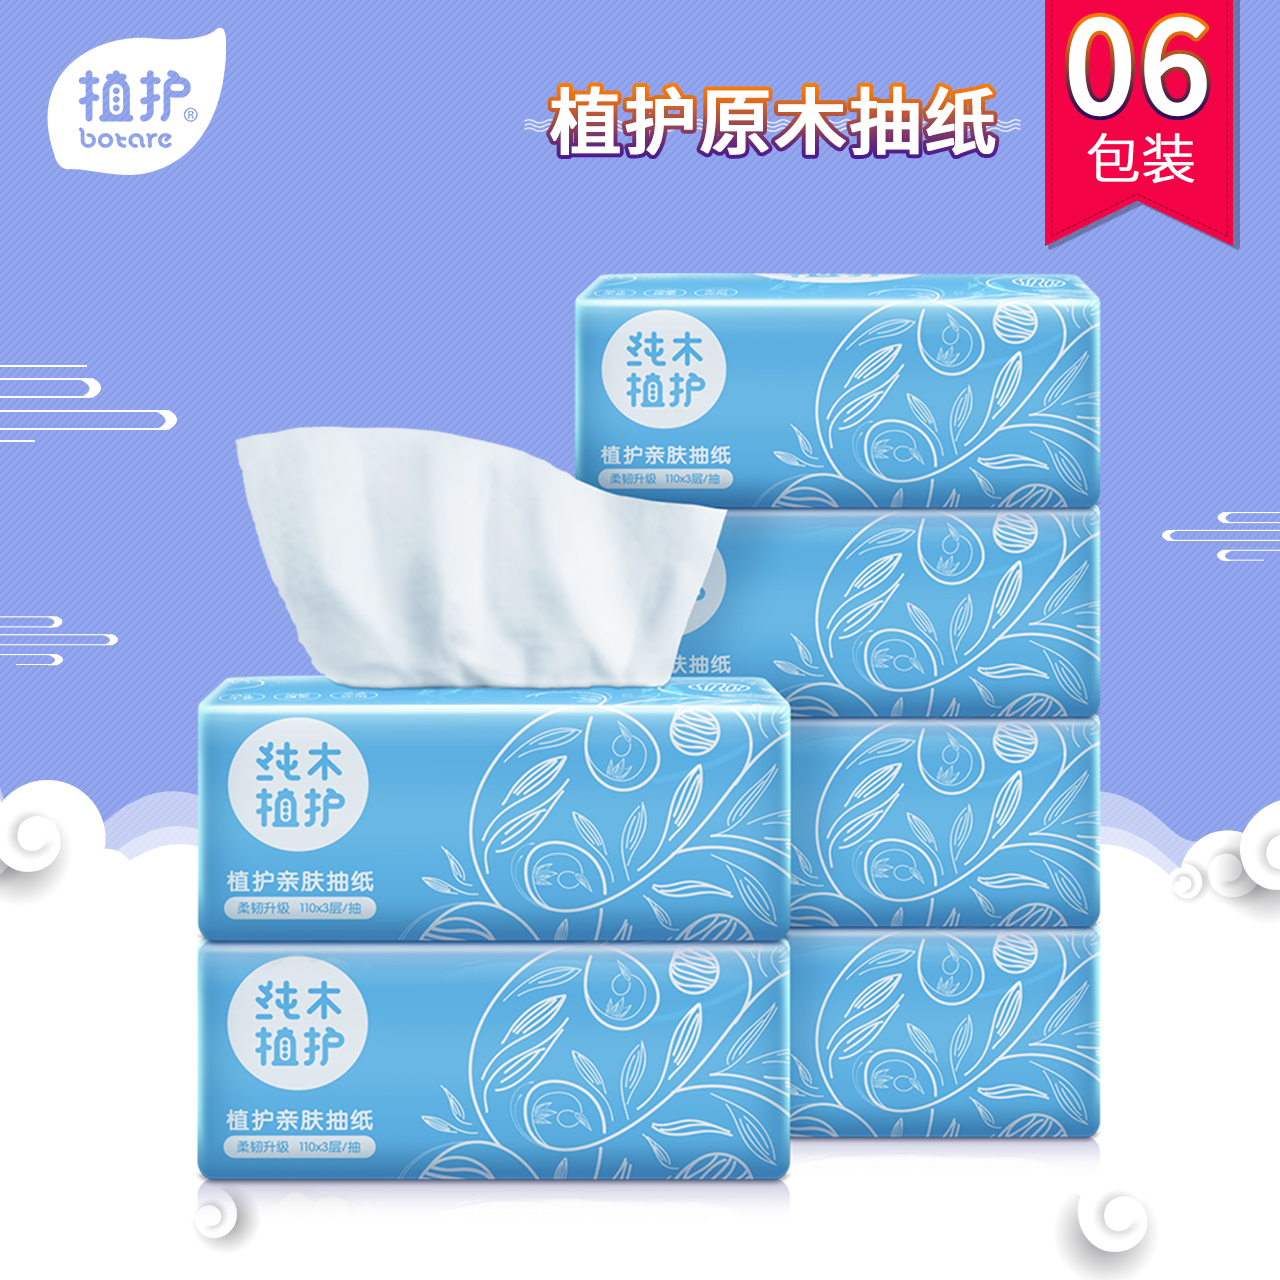 植护®
botare
植护原木抽纸
06
包装
纯木
植护
植护亲肤抽纸
柔韧升级 110x3层/抽
肤抽纸
纯木
植护
植护亲肤抽纸
柔韧升级 110x3层/抽
纯木
植护
植护亲肤抽纸
柔韧升级 110x3层/抽